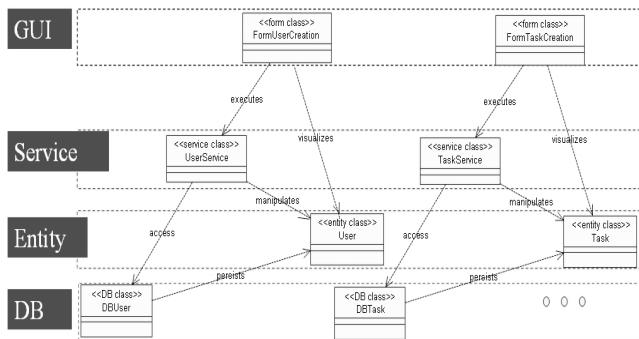 GUI
<<form class>>
FormUserCreation
<<form class>>
FormTaskCreation
executes
executes
Service
<<service class>>
UserService
visualizes
<<service class>>
TaskService
visualizes
manipulates
manipulates
Entity
access
<<entity class>>
User
access
<<entity class>>
Task
persists
persists
DB
<<DB class>>
DBUser
<<DB class>>
DBTask